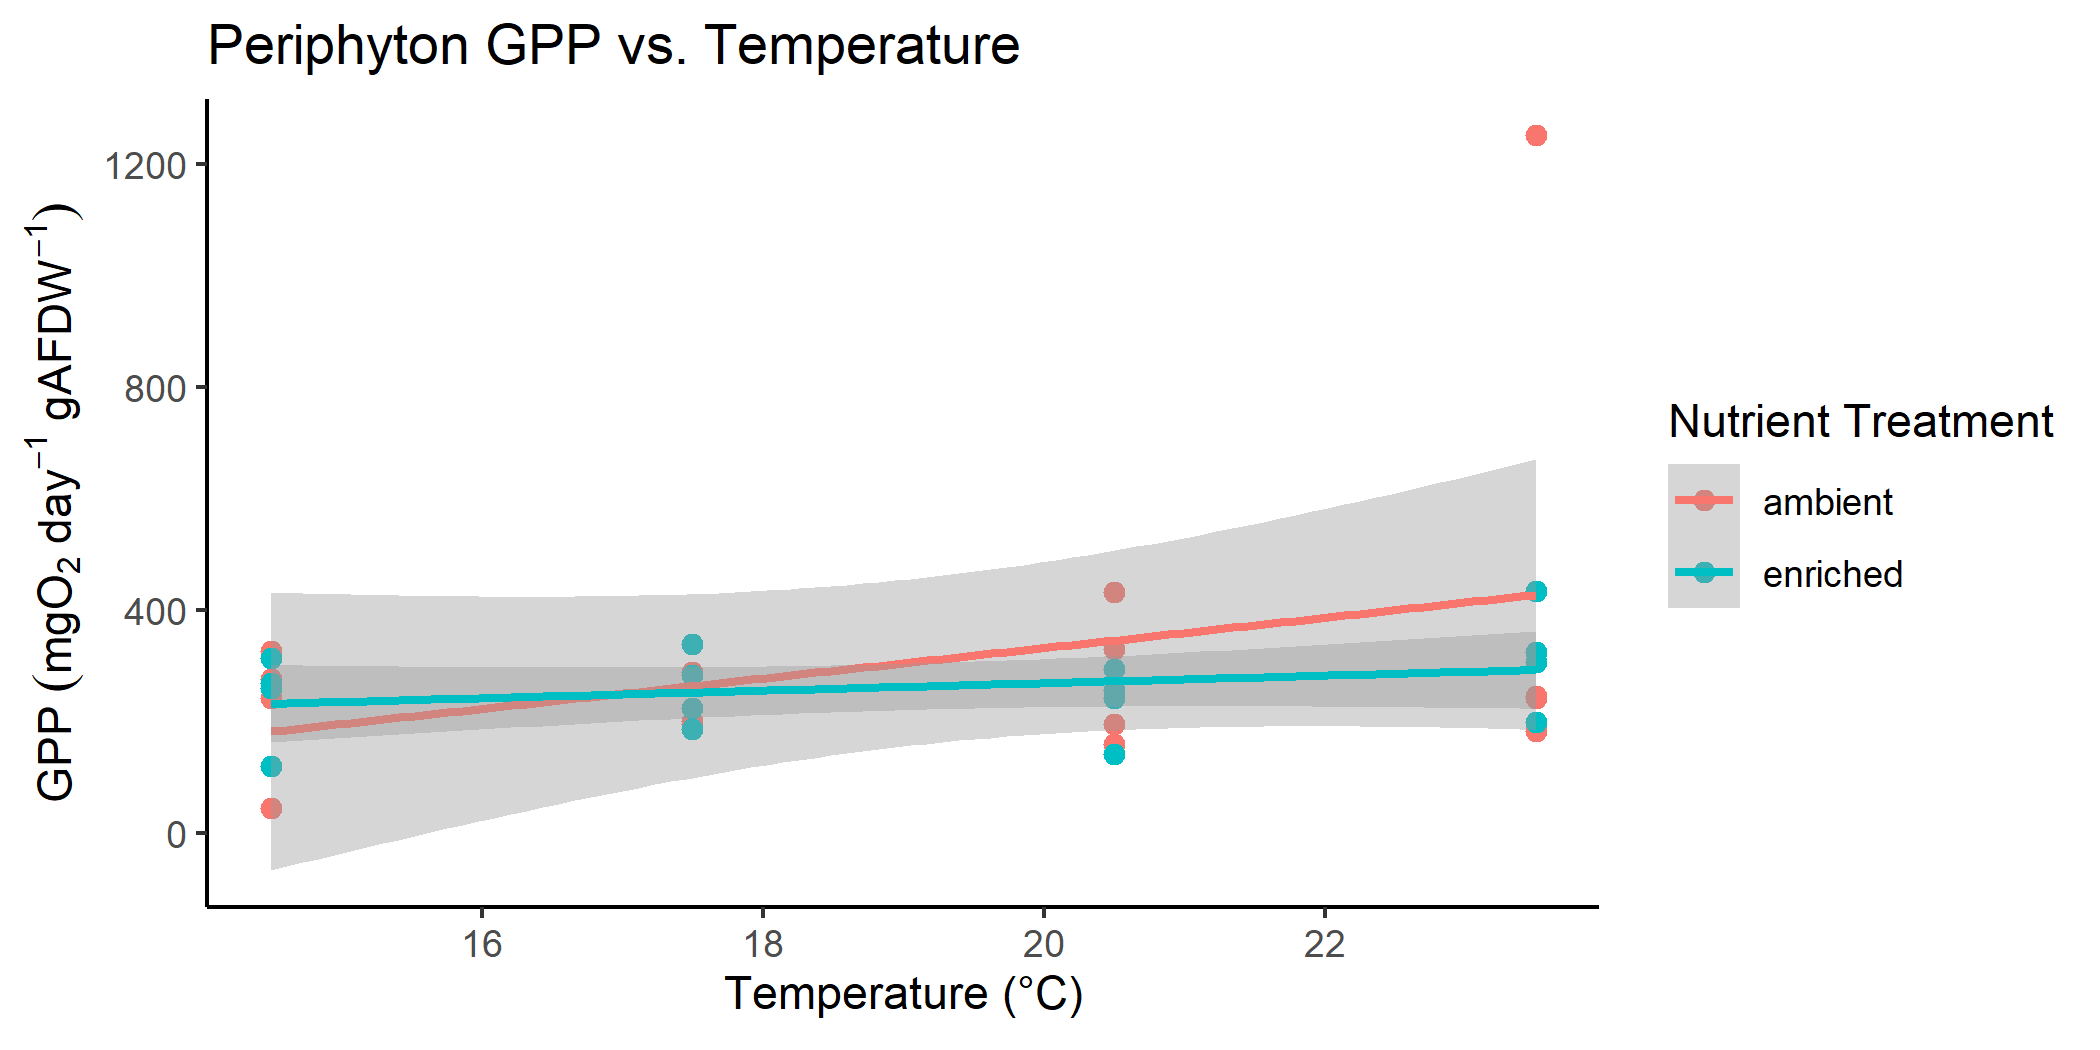 Periphyton GPP vs. Temperature
GPP (mgO₂ day⁻¹ gAFDW⁻¹)
1200
800
400
0
16 18 20 22
Temperature (°C)
Nutrient Treatment
ambient
enriched